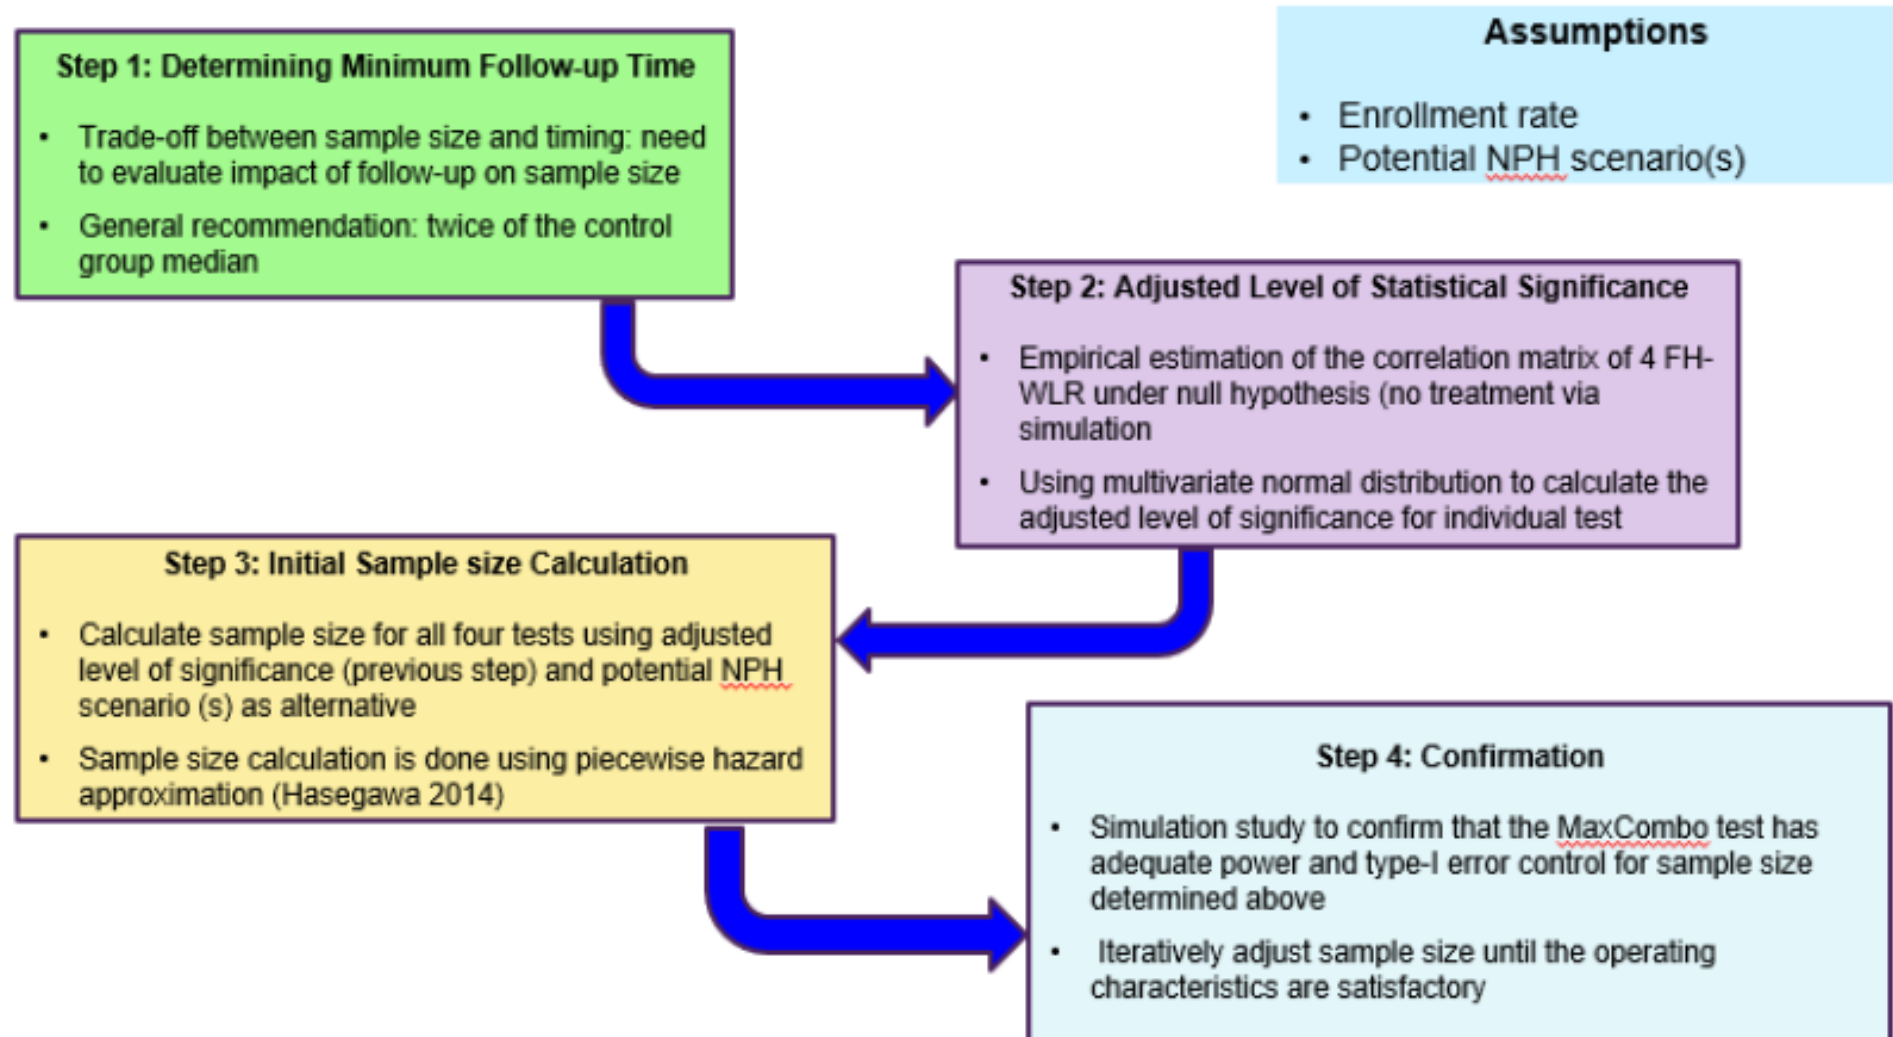 Step 1: Determining Minimum Follow-up Time
• Trade-off between sample size and timing: need
to evaluate impact of follow-up on sample size
• General recommendation: twice of the control
group median
Assumptions
• Enrollment rate
• Potential NPH scenario(s)
Step 2: Adjusted Level of Statistical Significance
• Empirical estimation of the correlation matrix of 4 FH-
WLR under null hypothesis (no treatment via
simulation
• Using multivariate normal distribution to calculate the
adjusted level of significance for individual test
Step 3: Initial Sample size Calculation
• Calculate sample size for all four tests using adjusted
level of significance (previous step) and potential NPH
scenario (s) as alternative
• Sample size calculation is done using piecewise hazard
approximation (Hasegawa 2014)
Step 4: Confirmation
• Simulation study to confirm that the MaxCombo test has
adequate power and type-I error control for sample size
determined above
• Iteratively adjust sample size until the operating
characteristics are satisfactory